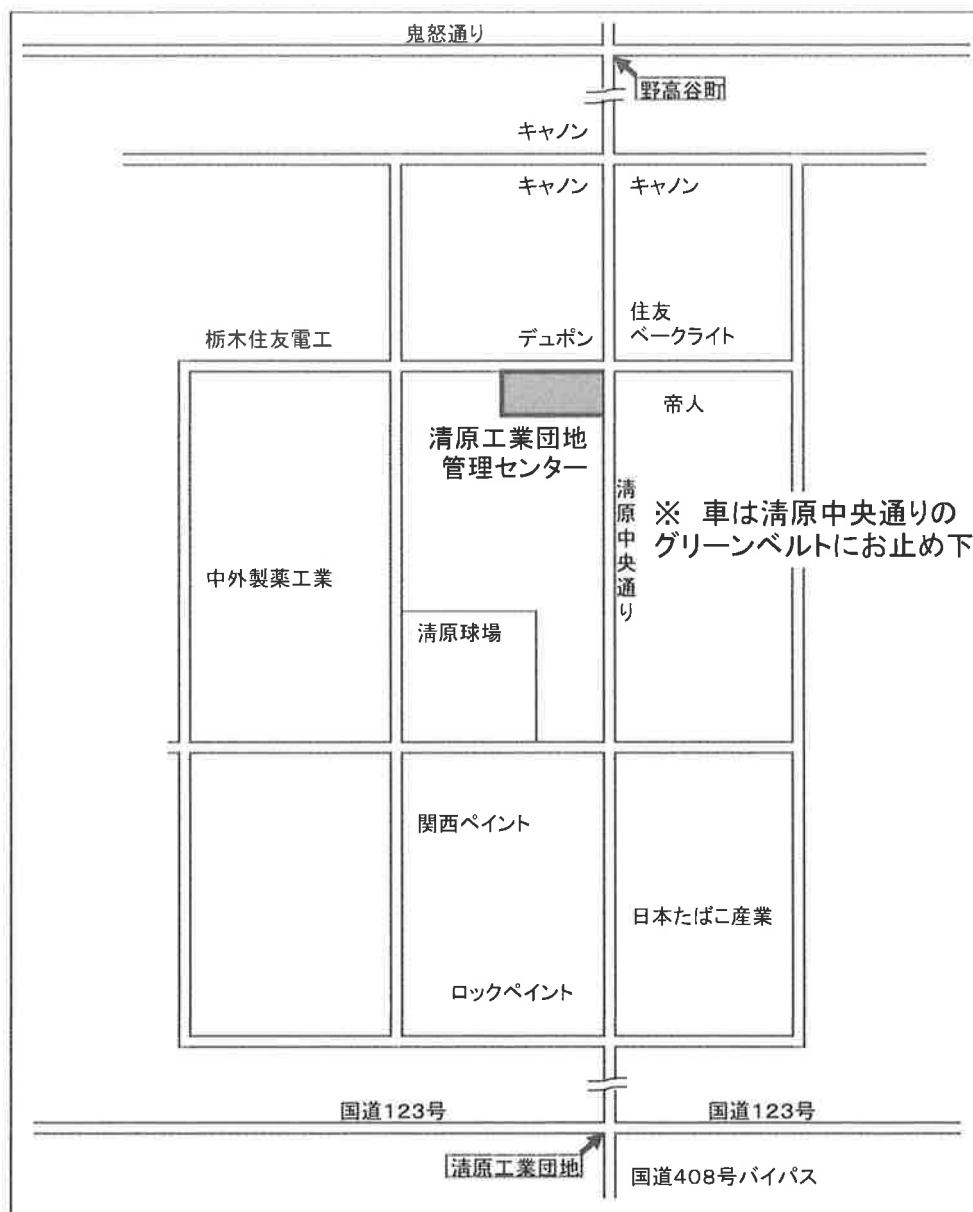 鬼怒通り
野高谷町
キャノン
キャノン
キャノン
住友
ベークライト
栃木住友電工
デュポン
帝人
清原工業団地
管理センター
清原中央通り
※ 車は清原中央通りの
グリーンベルトにお止め下
中外製薬工業
清原球場
関西ペイント
日本たばこ産業
ロックペイント
国道123号
国道123号
清原工業団地
国道408号バイパス